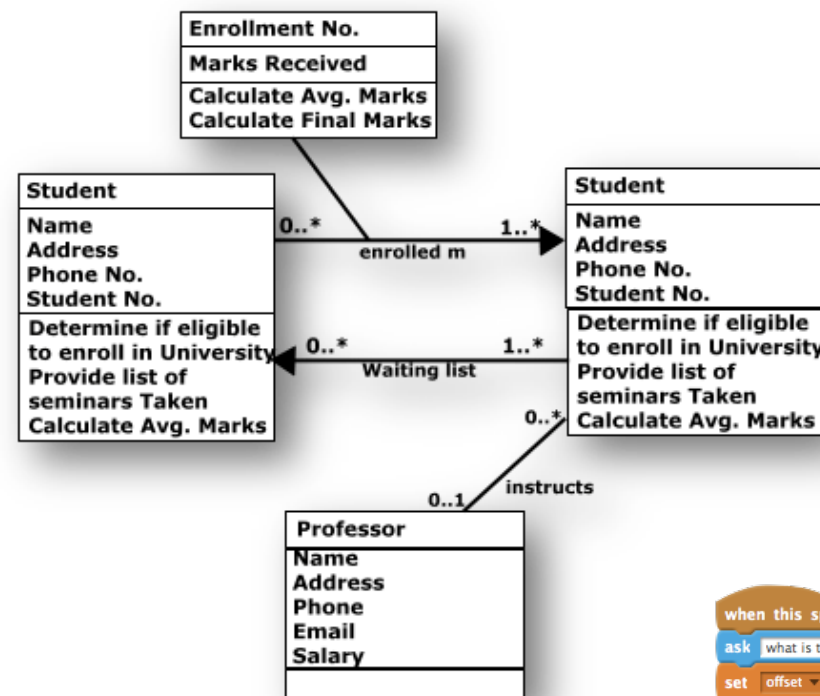 Enrollment No.
Marks Received
Calculate Avg. Marks
Calculate Final Marks
Student
Name
Address
Phone No.
Student No.
Determine if eligible
to enroll in University
Provide list of
seminars Taken
Calculate Avg. Marks
0..*
1..*
enrolled m
0..*
1..*
Waiting list
Student
Name
Address
Phone No.
Student No.
Determine if eligible
to enroll in University
Provide list of
seminars Taken
Calculate Avg. Marks
0..*
instructs
0..1
Professor
Name
Address
Phone
Email
Salary
when this
ask what is
set offset